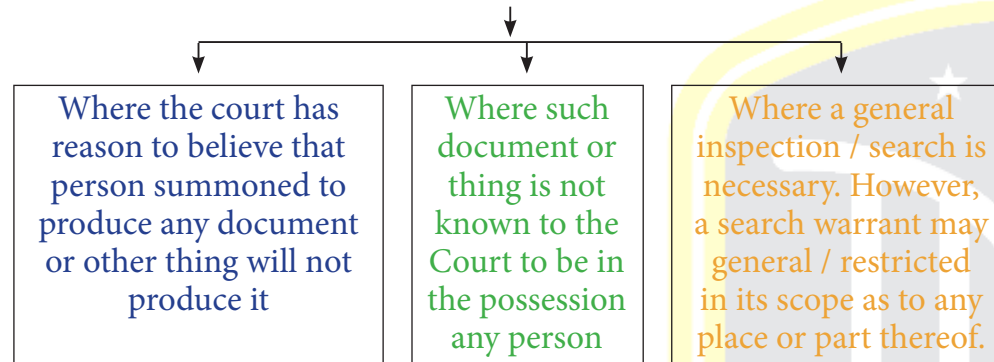 Where the court has
reason to believe that
person summoned to
produce any document
or other thing will not
produce it
Where such
document or
thing is not
known to the
Court to be in
the possession
any person
Where a general
inspection / search is
necessary. However,
a search warrant may
general / restricted
in its scope as to any
place or part thereof.